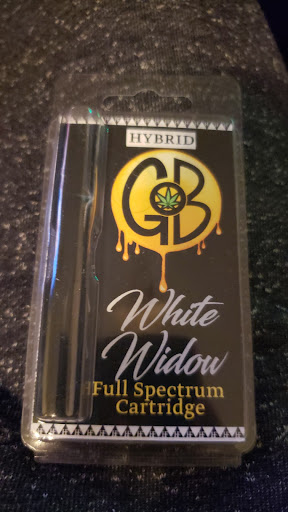 HYBRID
GB
White
Widow
Full Spectrum
Cartridge